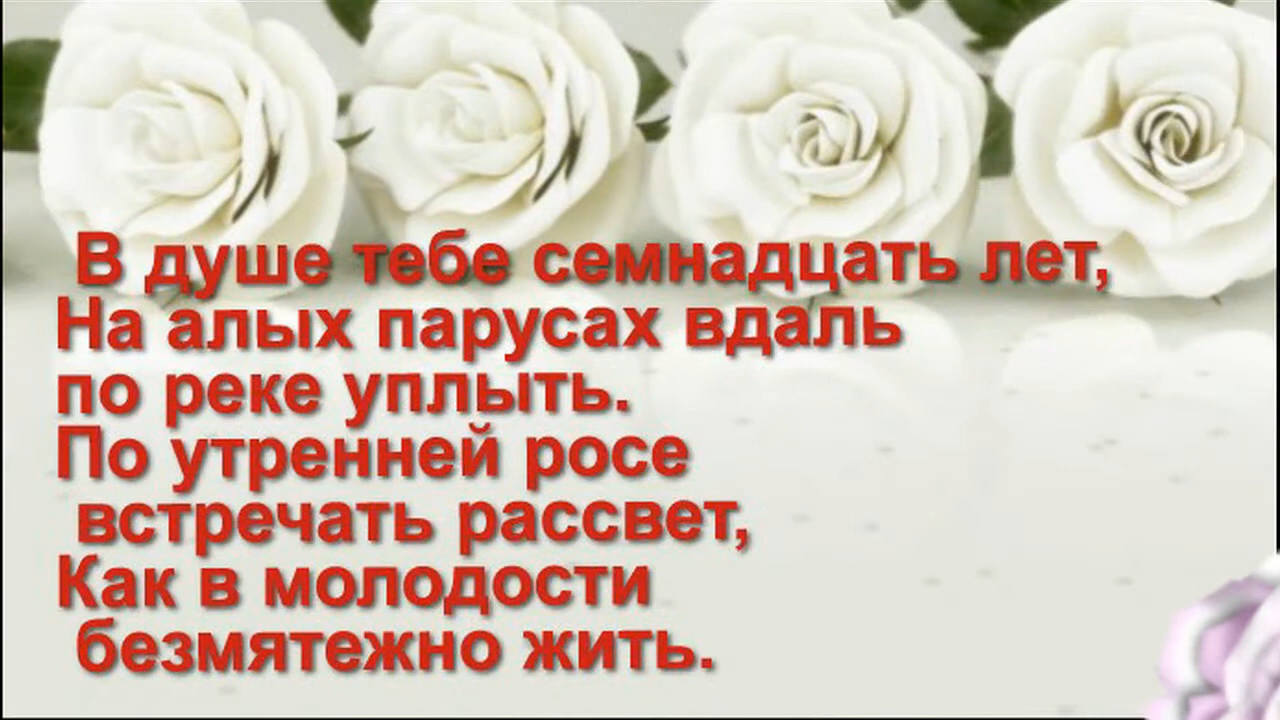 В душе тебе семнадцать лет,
На алых парусах вдаль
по реке уплыть.
По утренней росе
встречать рассвет,
Как в молодости
безмятежно жить.